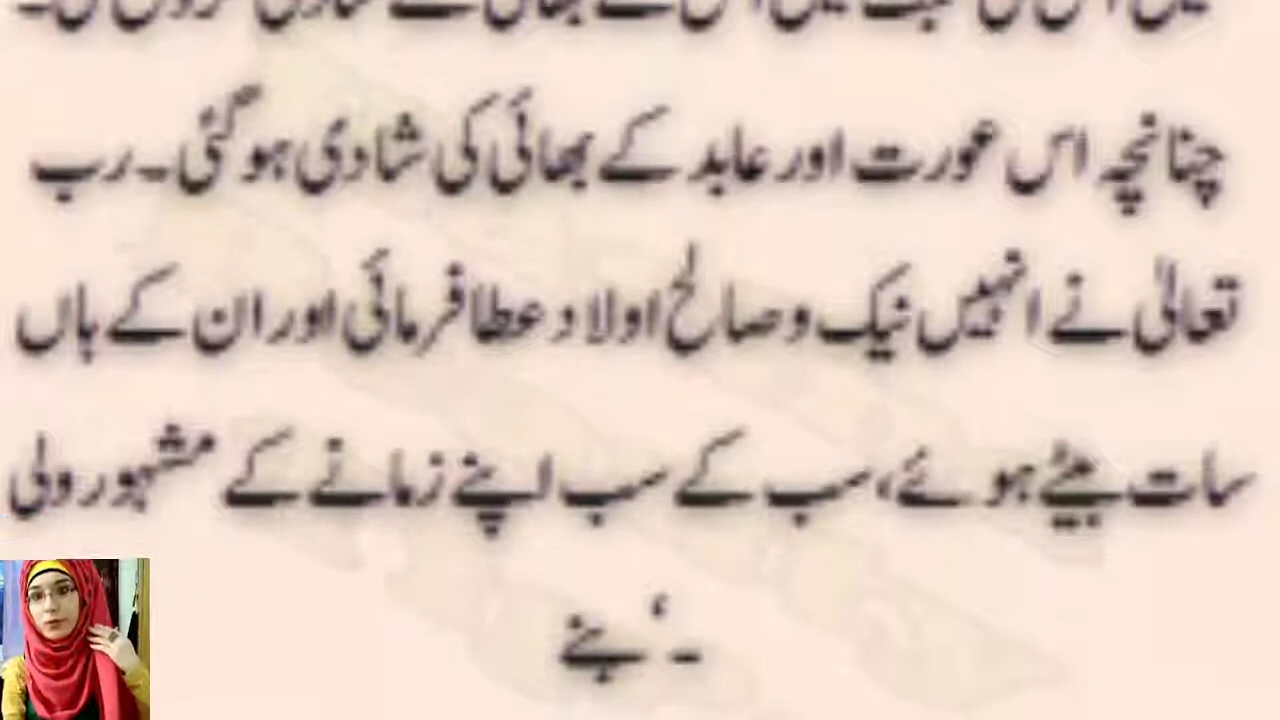 چنانچہ اس عورت اور عابد کے بھائی کی شادی ہو گئی۔ رب
تعالیٰ نے انہیں نیک و صالح اولاد عطا فرمائی اور ان کے ہاں
سات بیٹے ہوئے، سب کے سب اپنے زمانے کے مشہور ولی
بنے‘۔